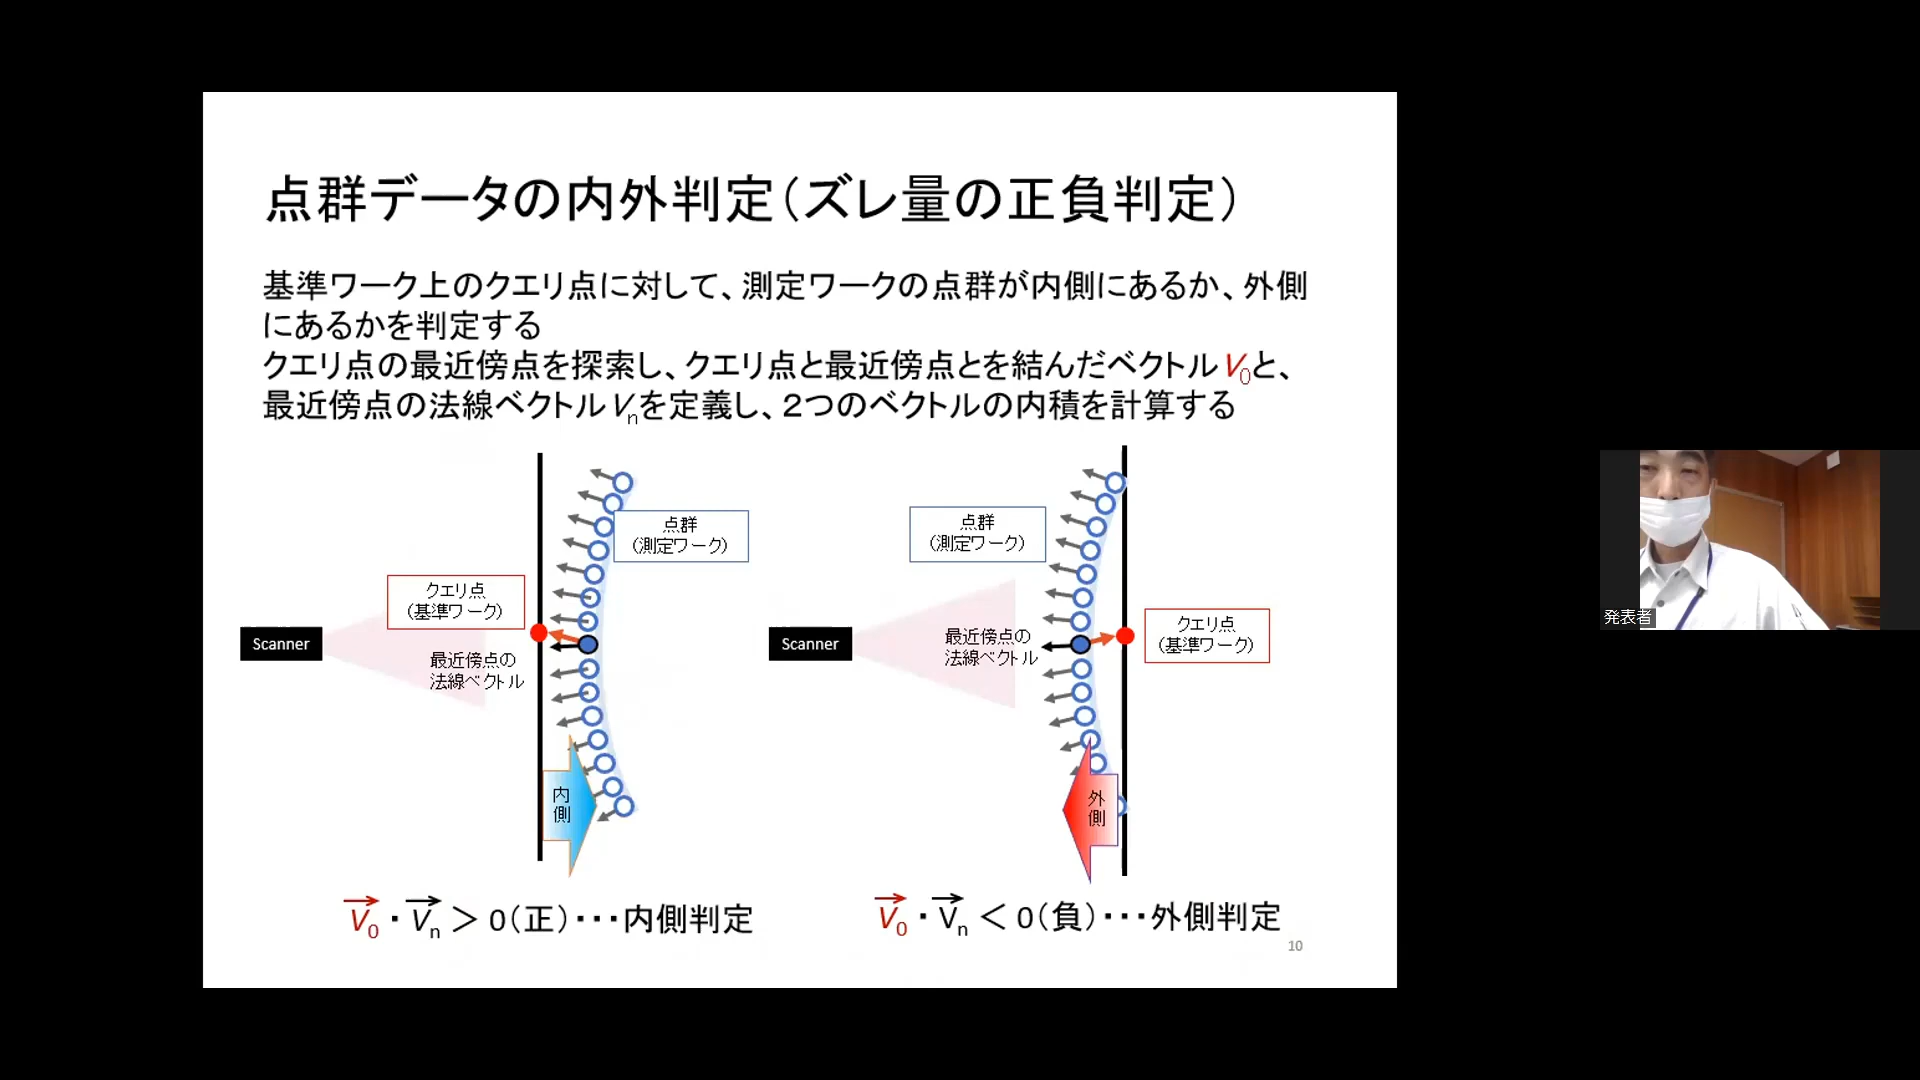 点群データの内外判定(ズレ量の正負判定)
基準ワーク上のクエリ点に対して、測定ワークの点群が内側にあるか、外側
にあるかを判定する
クエリ点の最近傍点を探索し、クエリ点と最近傍点とを結んだベクトルV0と、
最近傍点の法線ベクトルVnを定義し、2つのベクトルの内積を計算する
点群
(測定ワーク)
クエリ点
(基準ワーク)
Scanner
最近傍点の
法線ベクトル
内側
V0・Vn > 0(正)・・・内側判定
点群
(測定ワーク)
Scanner
最近傍点の
法線ベクトル
クエリ点
(基準ワーク)
外側
V0・Vn < 0(負)・・・外側判定
10
発表者